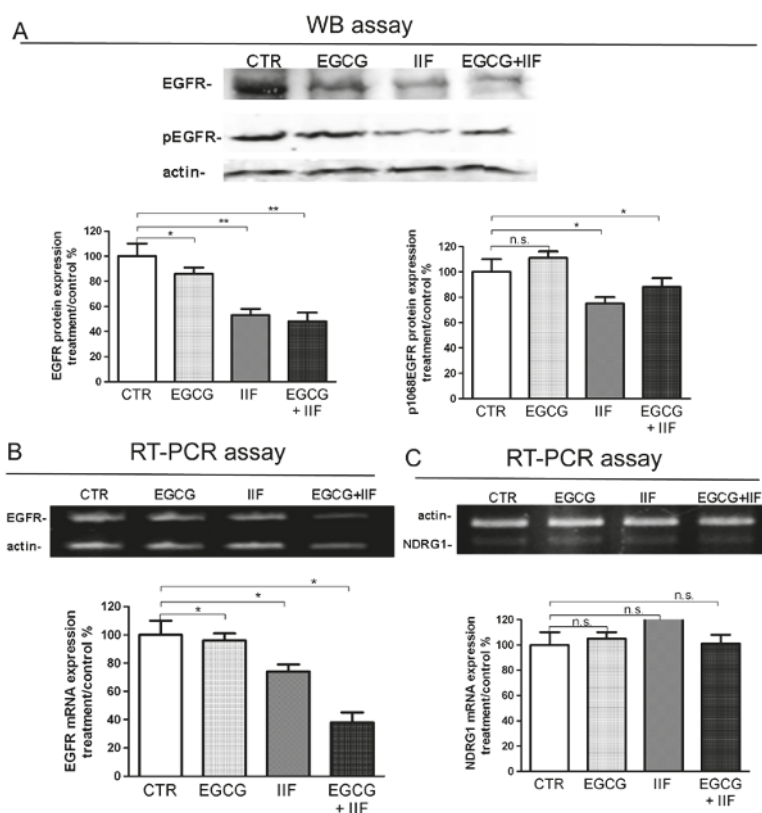 A
WB assay
CTR EGCG IIF EGCG+IIF
EGFR-
pEGFR-
actin-
EGFR protein expression
treatment/control %
120
100
80
60
40
20
0
*
**
**
CTR EGCG IIF EGCG
+ IIF
p1068EGFR protein expression
treatment/control %
120
100
80
60
40
20
0
n.s.
*
*
CTR EGCG IIF EGCG
+ IIF
B
RT-PCR assay
CTR EGCG IIF EGCG+IIF
EGFR-
actin-
EGFR mRNA expression
treatment/control %
120
100
80
60
40
20
0
*
*
*
CTR EGCG IIF EGCG
+ IIF
C
RT-PCR assay
CTR EGCG IIF EGCG+IIF
actin-
NDRG1-
NDRG1 mRNA expression
treatment/control %
120
100
80
60
40
20
0
n.s.
n.s.
n.s.
CTR EGCG IIF EGCG
+ IIF